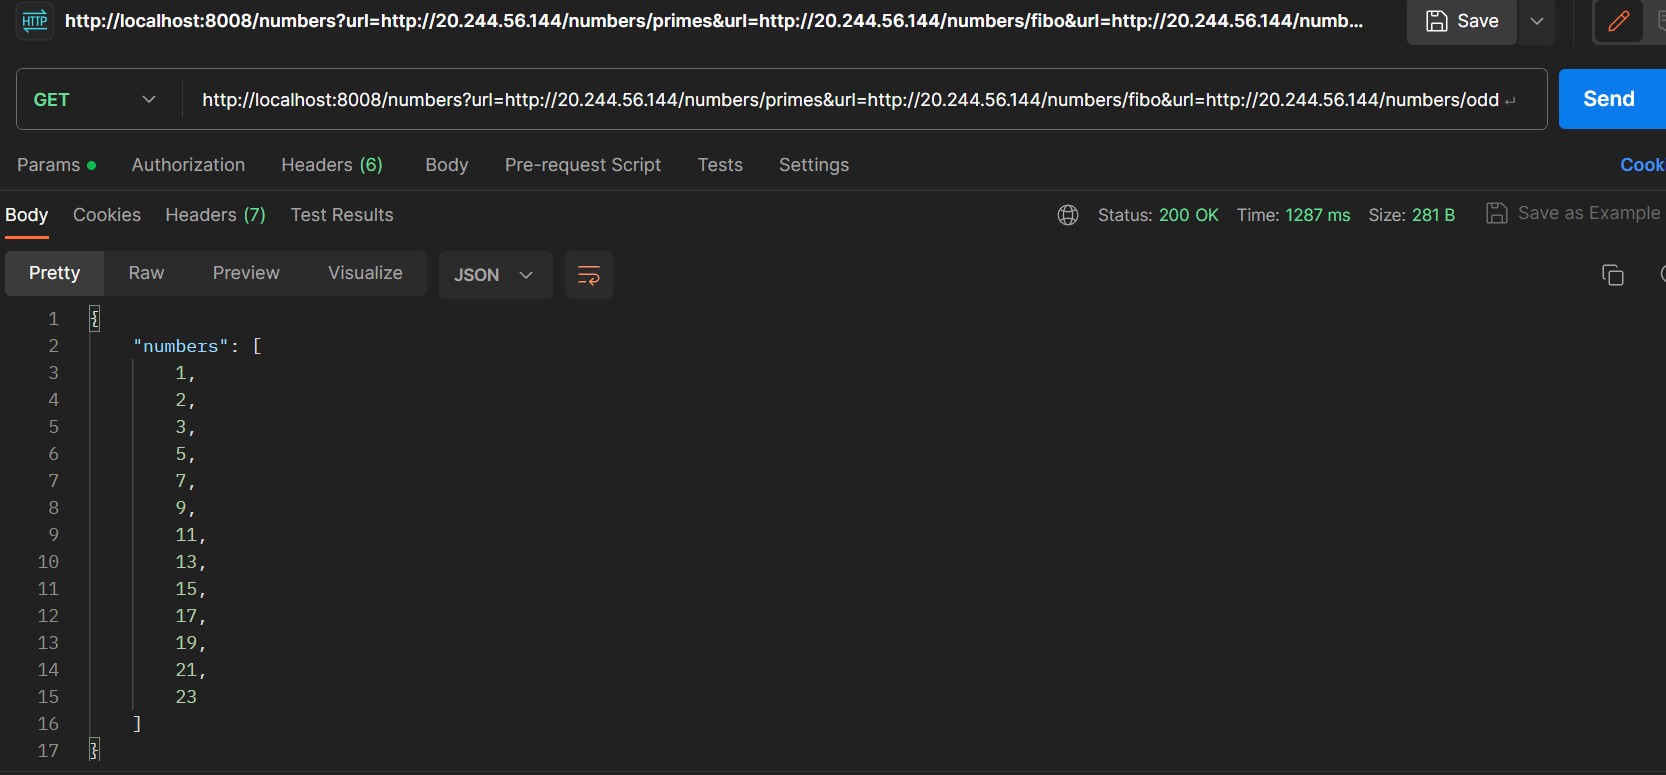 HTTP http://localhost:8008/numbers?url=http://20.244.56.144/numbers/primes&url=http://20.244.56.144/numbers/fibo&url=http://20.244.56.144/numb... Save
GET http://localhost:8008/numbers?url=http://20.244.56.144/numbers/primes&url=http://20.244.56.144/numbers/fibo&url=http://20.244.56.144/numbers/odd ↵ Send
Params Authorization Headers (6) Body Pre-request Script Tests Settings Cook
Body Cookies Headers (7) Test Results Status: 200 OK Time: 1287 ms Size: 281 B Save as Example
Pretty Raw Preview Visualize JSON
1 {
2 "numbers": [
3 1,
4 2,
5 3,
6 5,
7 7,
8 9,
9 11,
10 13,
11 15,
12 17,
13 19,
14 21,
15 23
16 ]
17 }